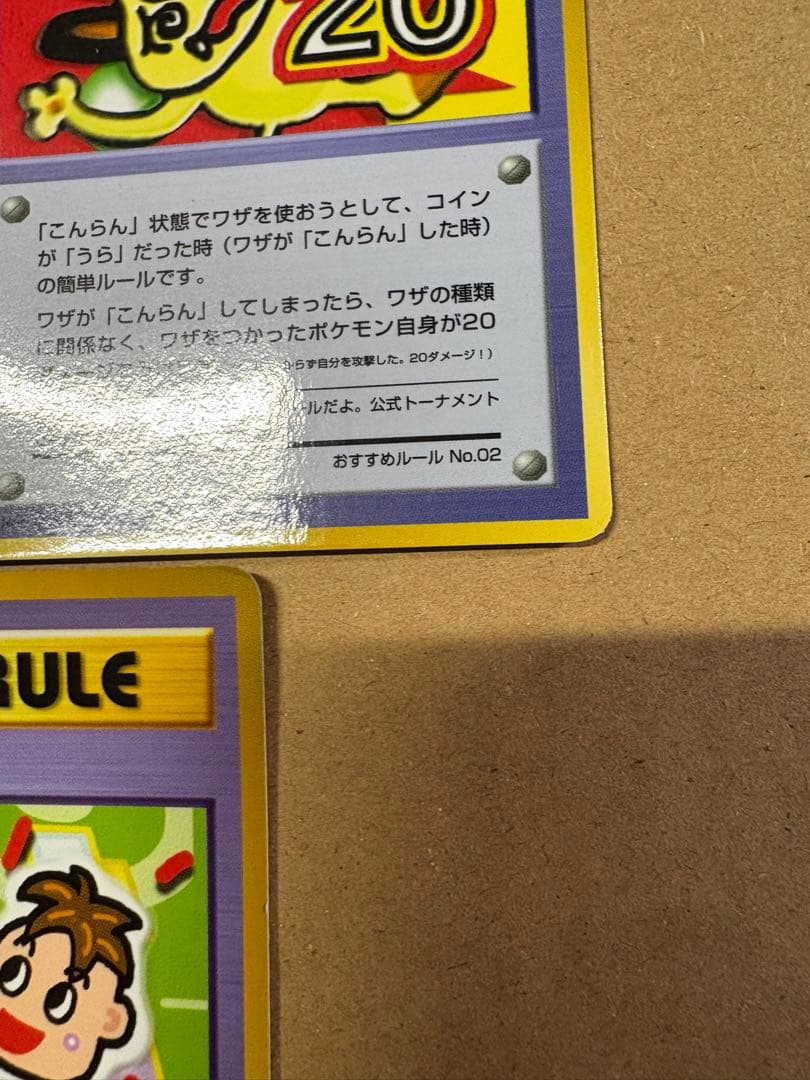 20
「こんらん」状態でワザを使おうとして、コイン
が「うら」だった時（ワザが「こんらん」した時）
の簡単ルールです。
ワザが「こんらん」してしまったら、ワザの種類
に関係なく、ワザをつかったポケモン自身が20
らず自分を攻撃した。20ダメージ！）
ルだよ。公式トーナメント
おすすめルール No.02
RULE